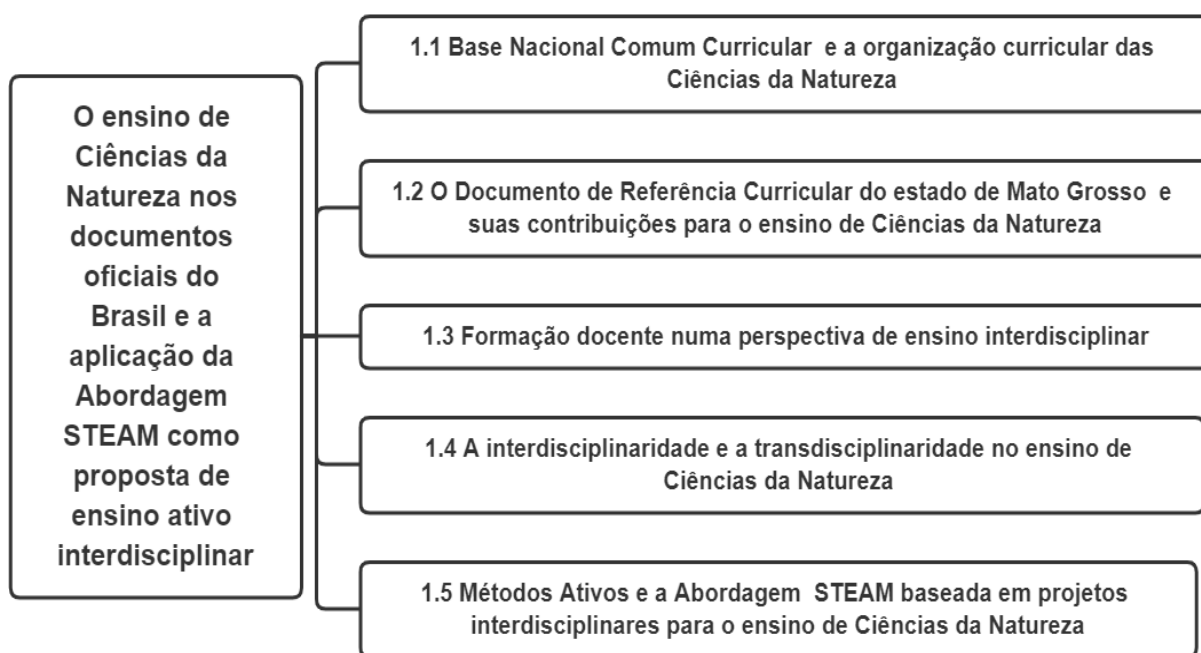 O ensino de
Ciências da
Natureza nos
documentos
oficiais do
Brasil e a
aplicação da
Abordagem
STEAM como
proposta de
ensino ativo
interdisciplinar
1.1 Base Nacional Comum Curricular e a organização curricular das
Ciências da Natureza
1.2 O Documento de Referência Curricular do estado de Mato Grosso e
suas contribuições para o ensino de Ciências da Natureza
1.3 Formação docente numa perspectiva de ensino interdisciplinar
1.4 A interdisciplinaridade e a transdisciplinaridade no ensino de
Ciências da Natureza
1.5 Métodos Ativos e a Abordagem STEAM baseada em projetos
interdisciplinares para o ensino de Ciências da Natureza